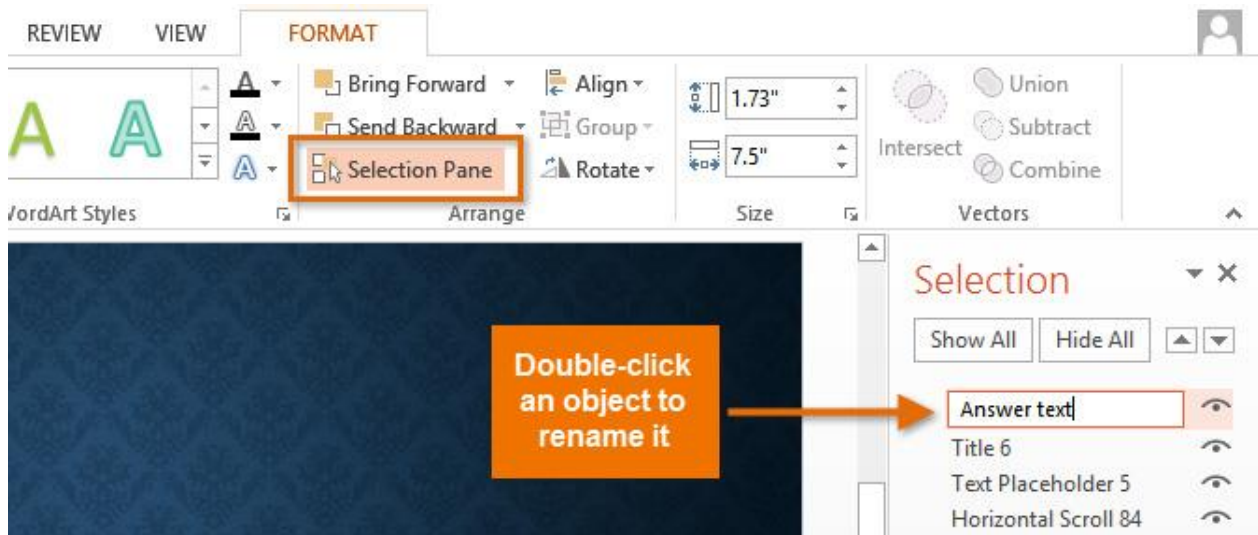 REVIEW VIEW FORMAT
A A A Bring Forward Align 1.73" Union
A Send Backward Group Subtract
A Selection Pane Rotate 7.5" Intersect Combine
WordArt Styles Arrange Size Vectors
Selection
Show All Hide All
Double-click
an object to
rename it
Answer text
Title 6
Text Placeholder 5
Horizontal Scroll 84